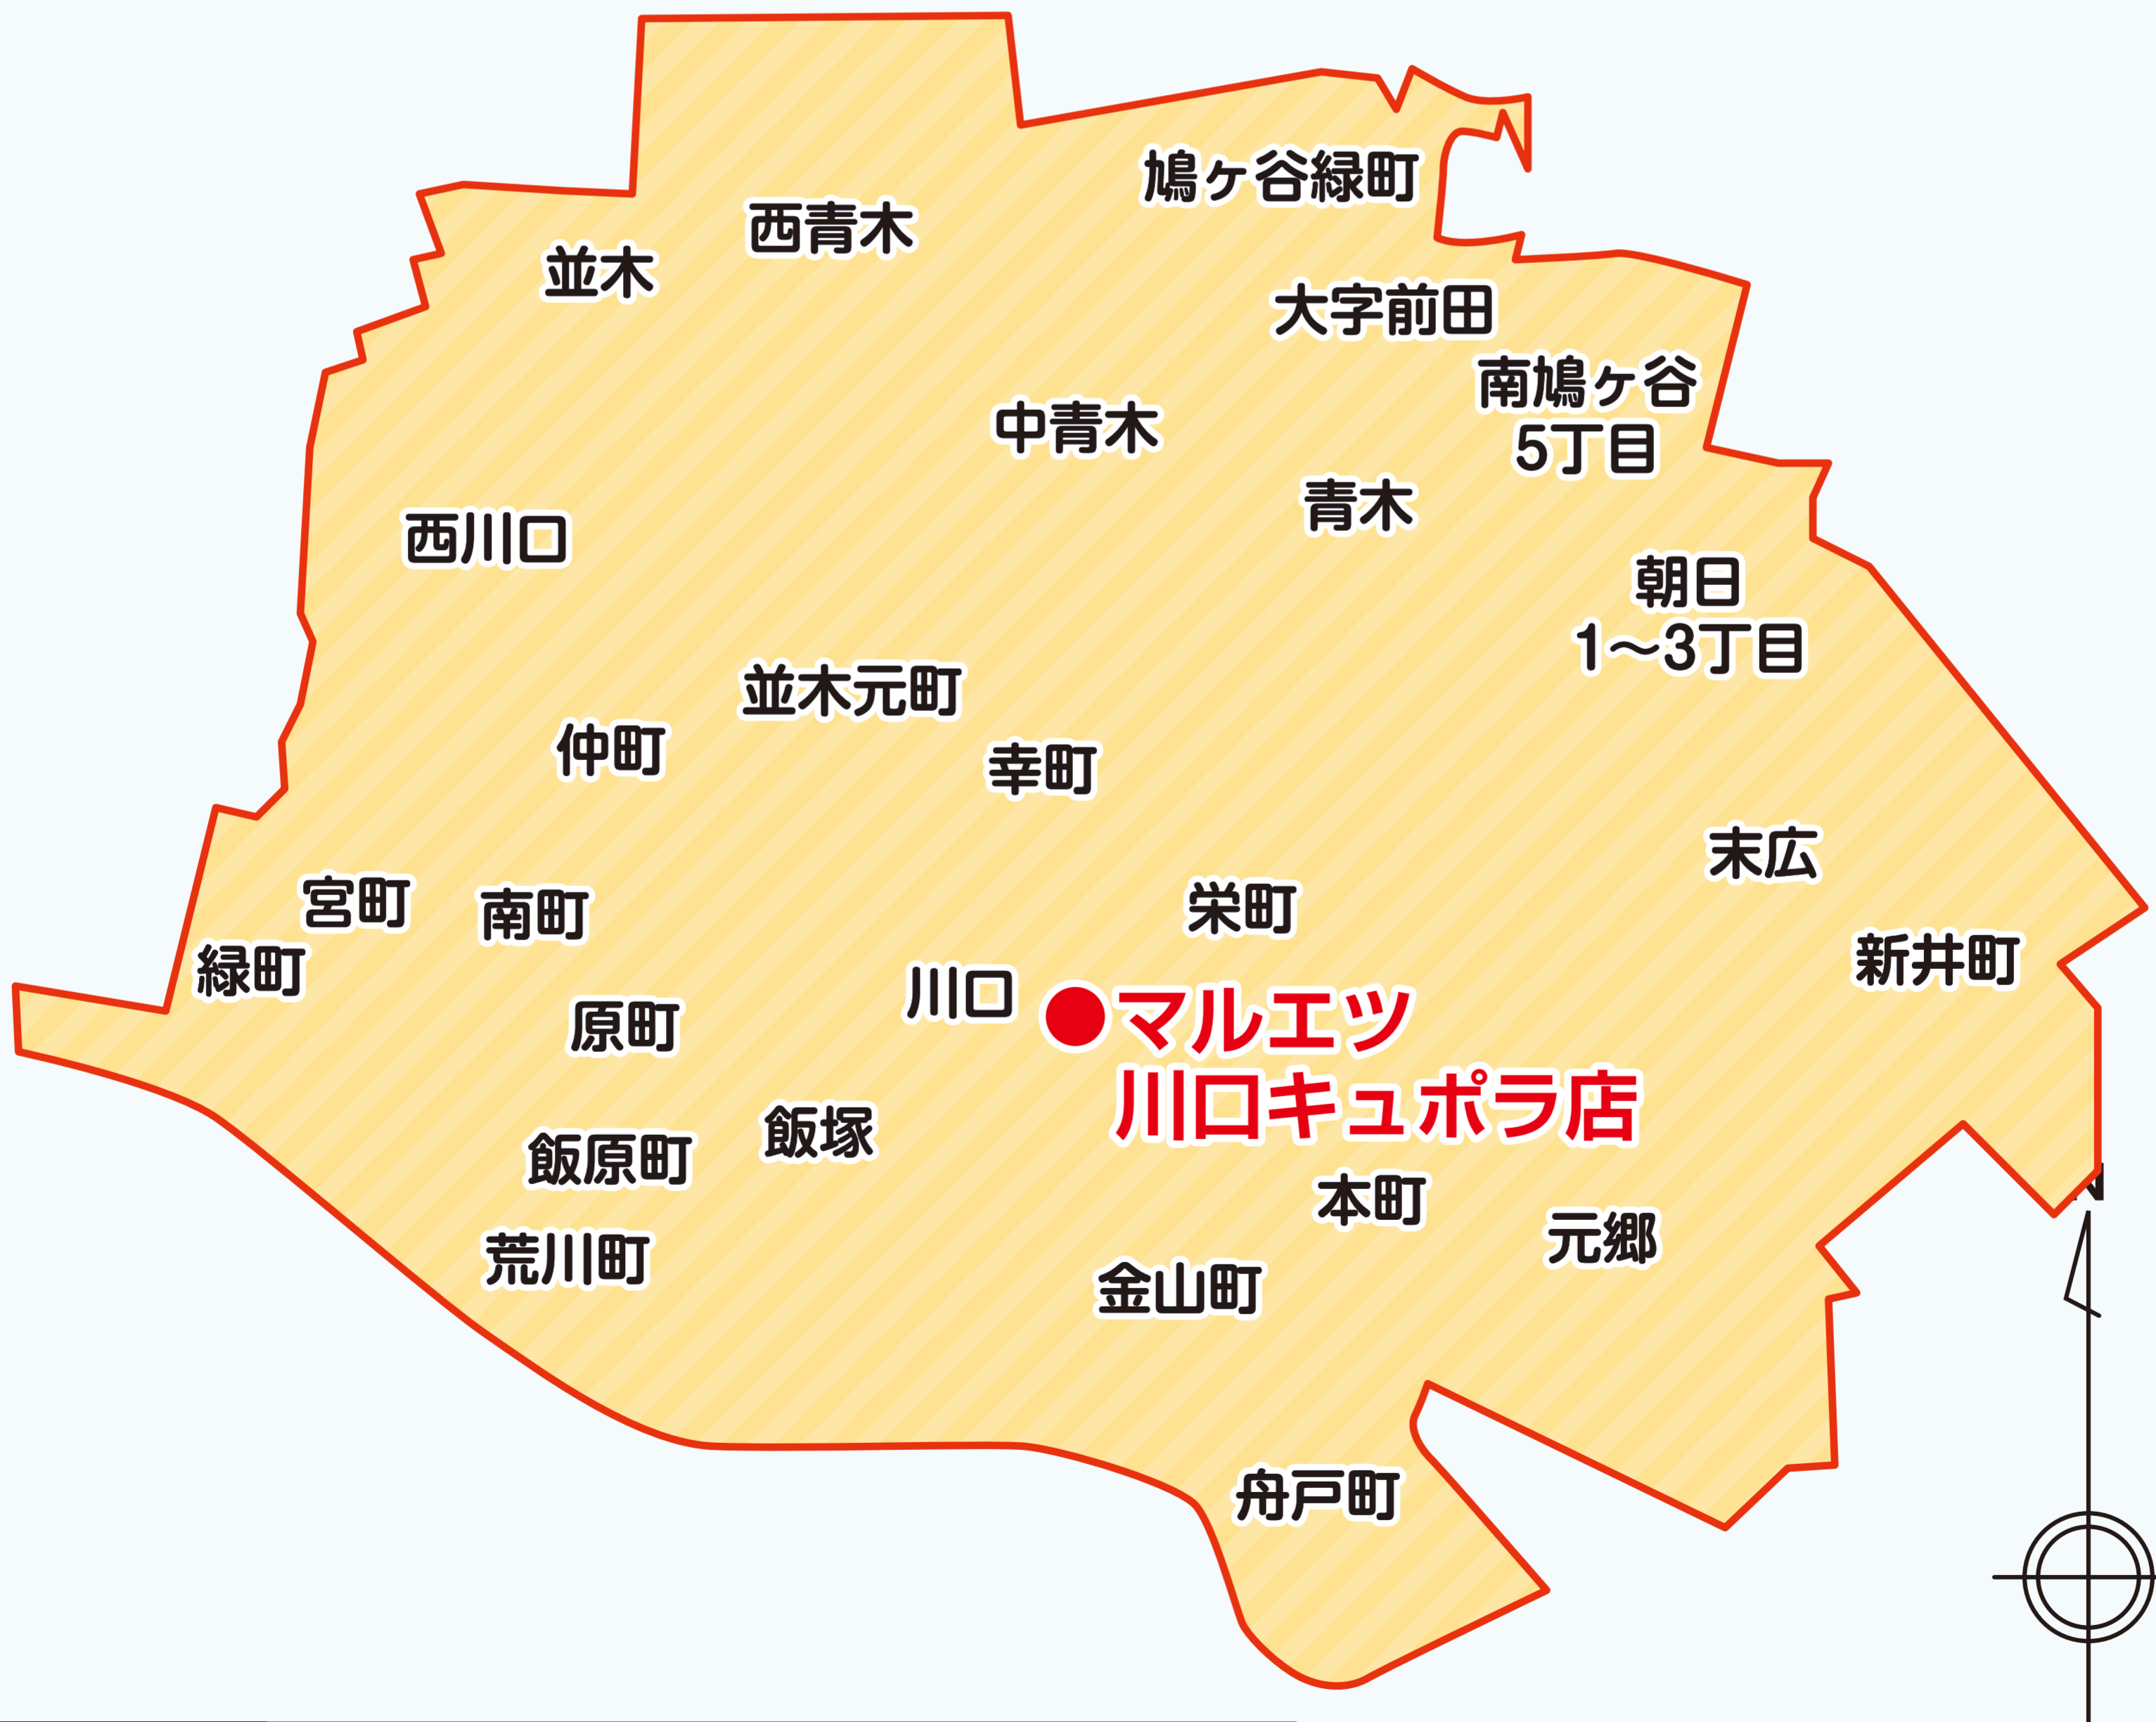 鳩ヶ谷緑町
西青木
並木
大字前田
南鳩ヶ谷
5丁目
中青木
青木
西川口
朝日
1〜3丁目
並木元町
仲町
幸町
末広
宮町
南町
栄町
緑町
新井町
川口
マルエツ
川口キュポラ店
原町
飯塚
飯原町
本町
元郷
荒川町
金山町
舟戸町
N